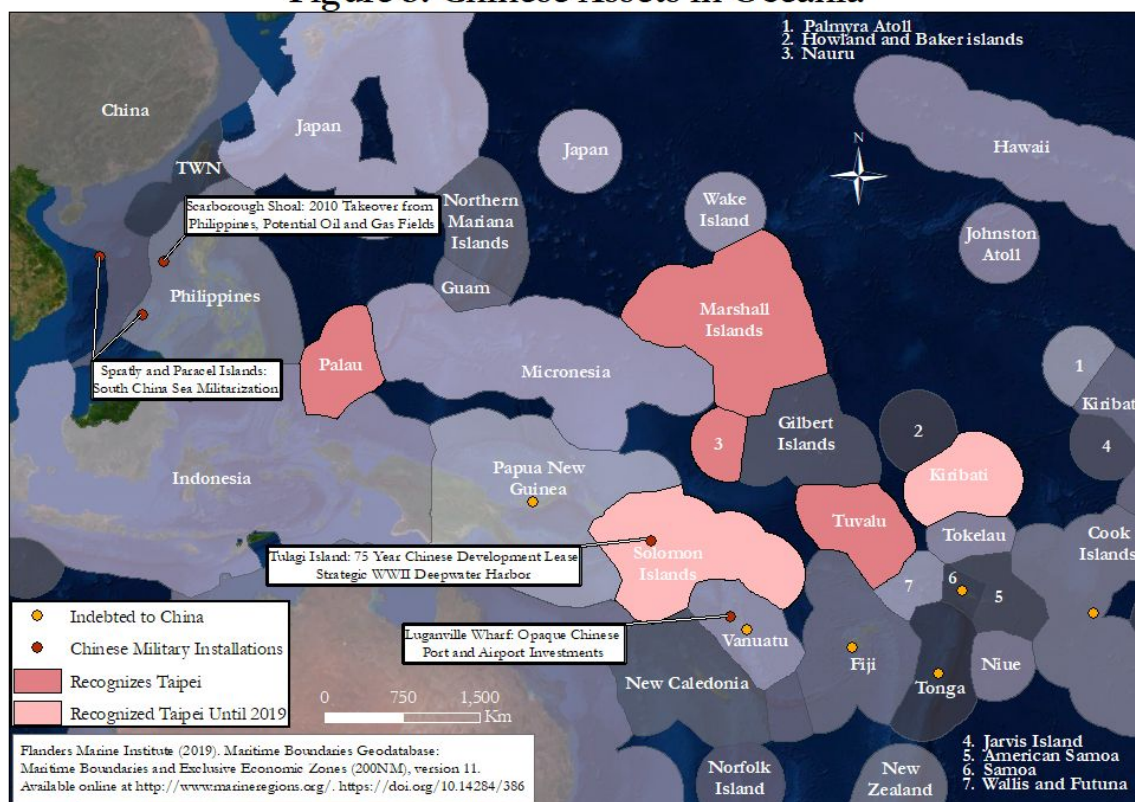 Figure 8: Chinese Assets in Oceania
1. Palmyra Atoll
2. Howland and Baker islands
3. Nauru
China
Japan
Japan
Hawaii
N
TWN
Scarborough Shoal: 2010 Takeover from
Philippines, Potential Oil and Gas Fields
Northern
Mariana
Islands
Wake
Island
Johnston
Atoll
Philippines
Guam
Marshall
Islands
Palau
Micronesia
1
Spratly and Paracel Islands:
South China Sea Militarization
Kiribati
3
Gilbert
Islands
2
4
Indonesia
Papua New
Guinea
Kiribati
Tuvalu
Tokelau
Cook
Islands
Tulagi Island: 75 Year Chinese Development Lease
Strategic WWII Deepwater Harbor
Solomon
Islands
7
6
5
Indebted to China
Chinese Military Installations
Recognizes Taipei
Recognized Taipei Until 2019
Luganville Wharf: Opaque Chinese
Port and Airport Investments
Vanuatu
Fiji
Niue
Tonga
New Caledonia
0 750 1,500
Km
Flanders Marine Institute (2019). Maritime Boundaries Geodatabase:
Maritime Boundaries and Exclusive Economic Zones (200NM), version 11.
Available online at http://www.marineregions.org/. https://doi.org/10.14284/386
Norfolk
Island
New
Zealand
4. Jarvis Island
5. American Samoa
6. Samoa
7. Wallis and Futuna